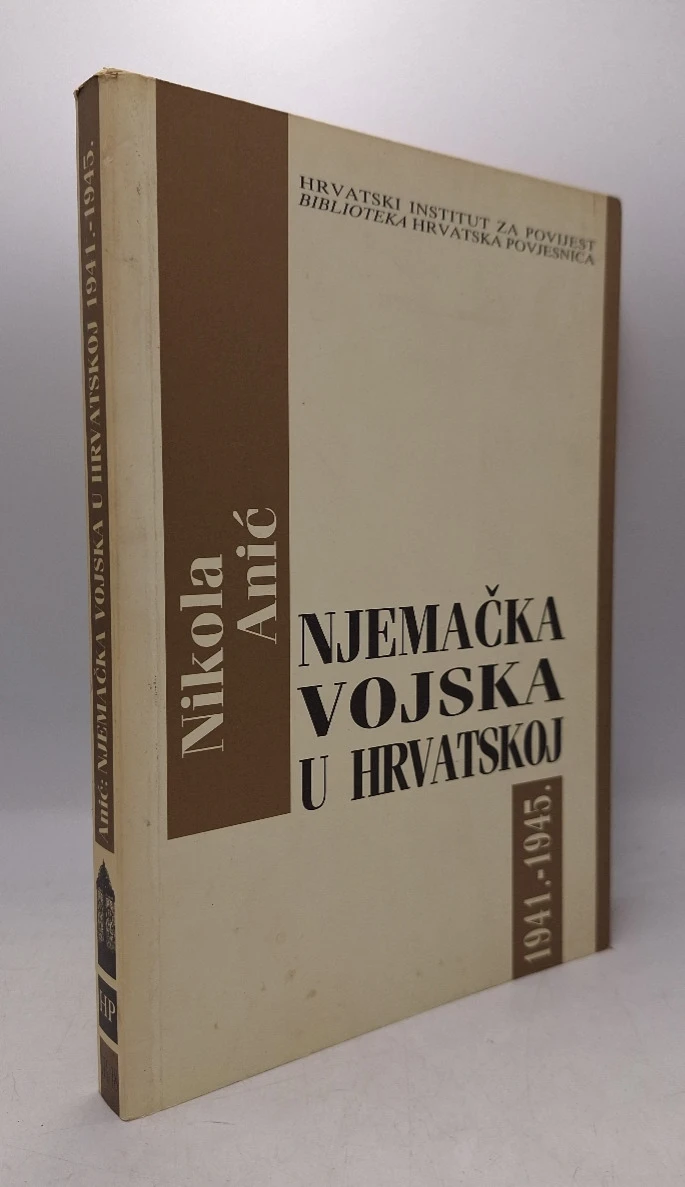 Anić: NJEMAČKA VOJSKA U HRVATSKOJ 1941.-1945.
HP
HRVATSKI INSTITUT ZA POVIJEST
BIBLIOTEKA HRVATSKA POVJESNICA
Nikola
Anić
NJEMAČKA
VOJSKA
U HRVATSKOJ
1941.-1945.